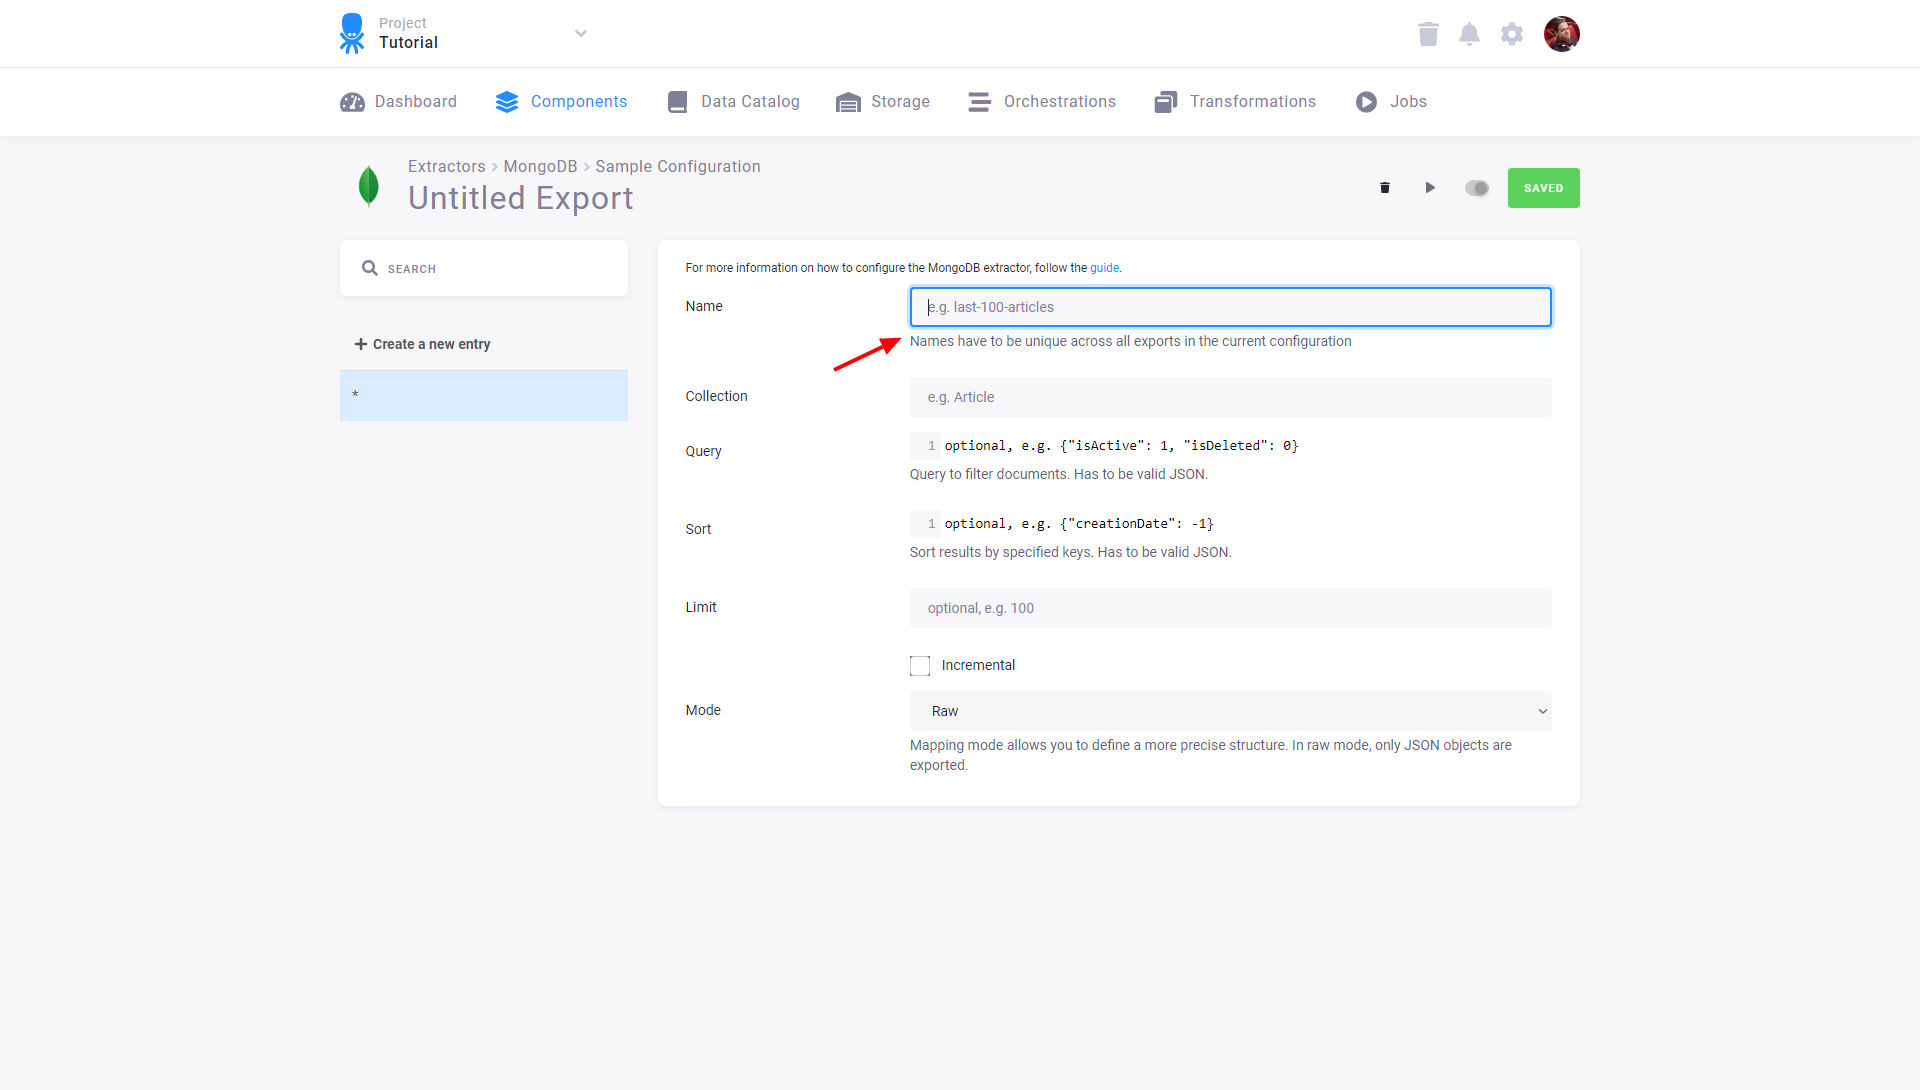 Project
Tutorial
Dashboard
Components
Data Catalog
Storage
Orchestrations
Transformations
Jobs
Extractors > MongoDB > Sample Configuration
Untitled Export
SAVED
SEARCH
+ Create a new entry
*
For more information on how to configure the MongoDB extractor, follow the guide.
Name
e.g. last-100-articles
Names have to be unique across all exports in the current configuration
Collection
e.g. Article
Query
1 optional, e.g. {"isActive": 1, "isDeleted": 0}
Query to filter documents. Has to be valid JSON.
Sort
1 optional, e.g. {"creationDate": -1}
Sort results by specified keys. Has to be valid JSON.
Limit
optional, e.g. 100
Incremental
Mode
Raw
Mapping mode allows you to define a more precise structure. In raw mode, only JSON objects are
exported.